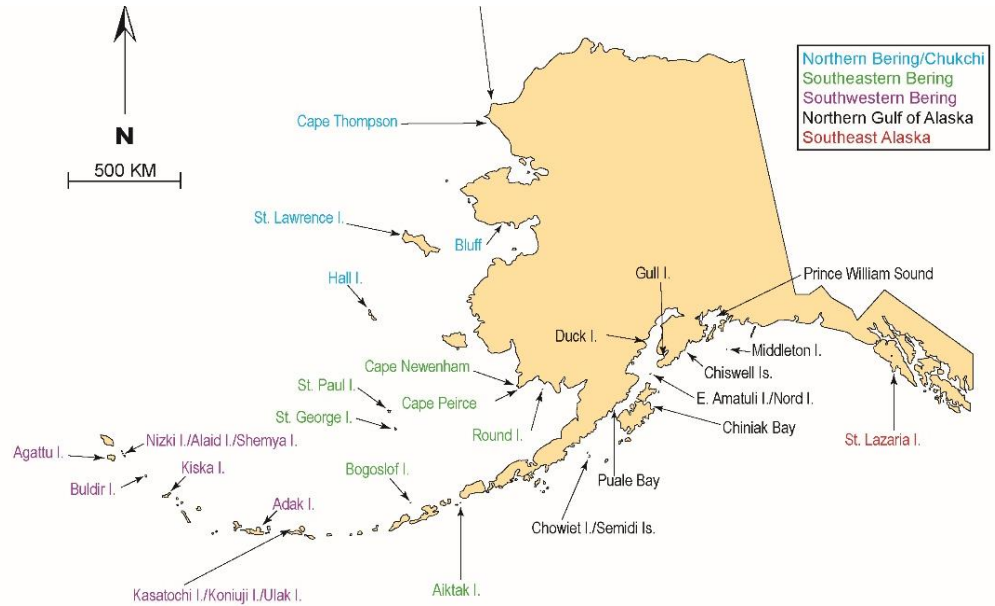 Northern Bering/Chukchi
Southeastern Bering
Southwestern Bering
Northern Gulf of Alaska
Southeast Alaska
N
500 KM
Cape Thompson
St. Lawrence I.
Bluff
Hall I.
Gull I.
Prince William Sound
Duck I.
Middleton I.
Cape Newenham
Chiswell Is.
St. Paul I.
Cape Peirce
E. Amatuli I./Nord I.
St. George I.
Chiniak Bay
Round I.
St. Lazaria I.
Nizki I./Alaid I./Shemya I.
Agattu I.
Kiska I.
Bogoslof I.
Puale Bay
Buldir I.
Adak I.
Chowiet I./Semidi Is.
Kasatochi I./Koniuji I./Ulak I.
Aiktak I.